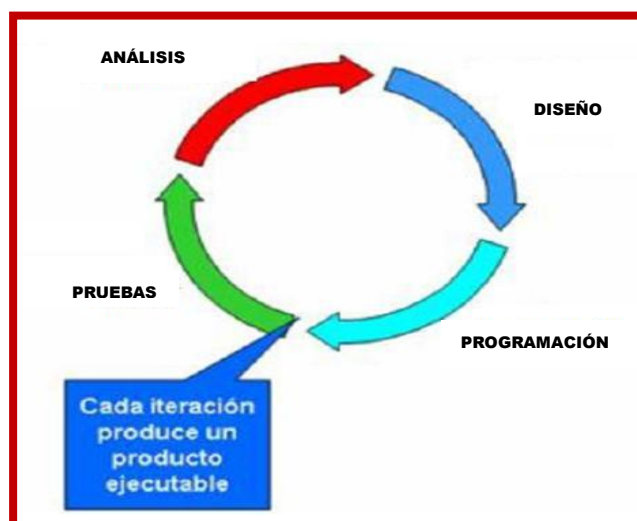 ANÁLISIS
DISEÑO
PRUEBAS
PROGRAMACIÓN
Cada iteración
produce un
producto
ejecutable